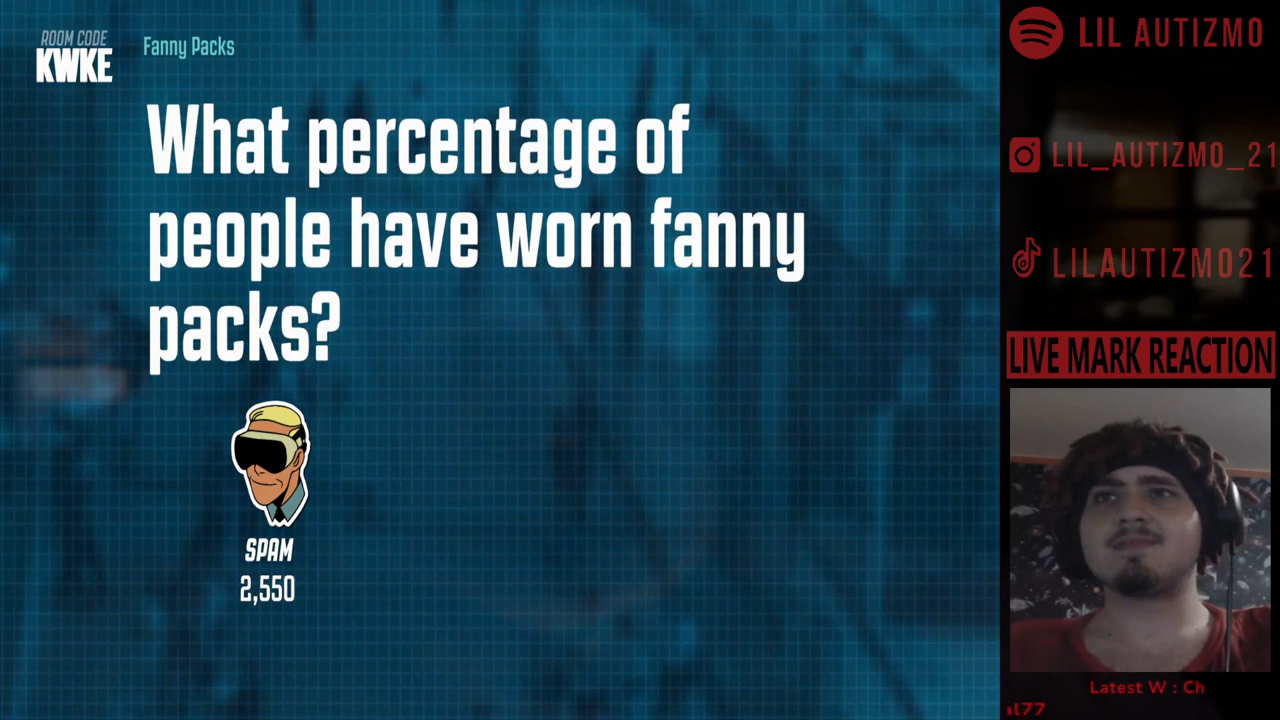 ROOM CODE
KWKE
Fanny Packs
What percentage of
people have worn fanny
packs?
SPAM
2,550
LIL AUTIZMO
LIL_AUTIZMO_21
LILAUTIZMO21
LIVE MARK REACTION
Latest W : Ch
al77